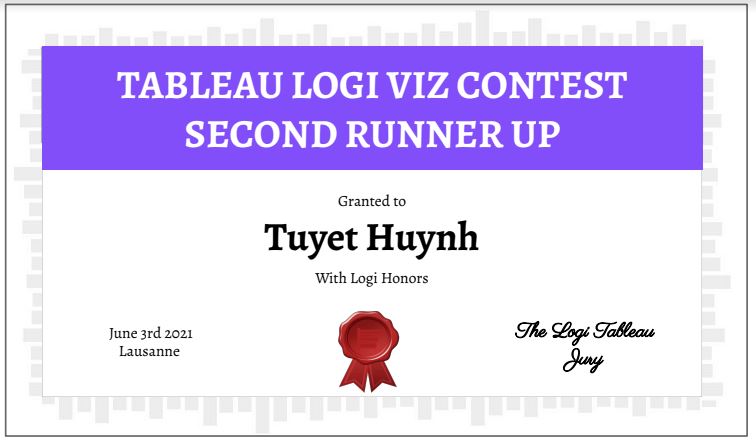 TABLEAU LOGI VIZ CONTEST
SECOND RUNNER UP
Granted to
Tuyet Huynh
With Logi Honors
June 3rd 2021
Lausanne
The Logi Tableau
Jury